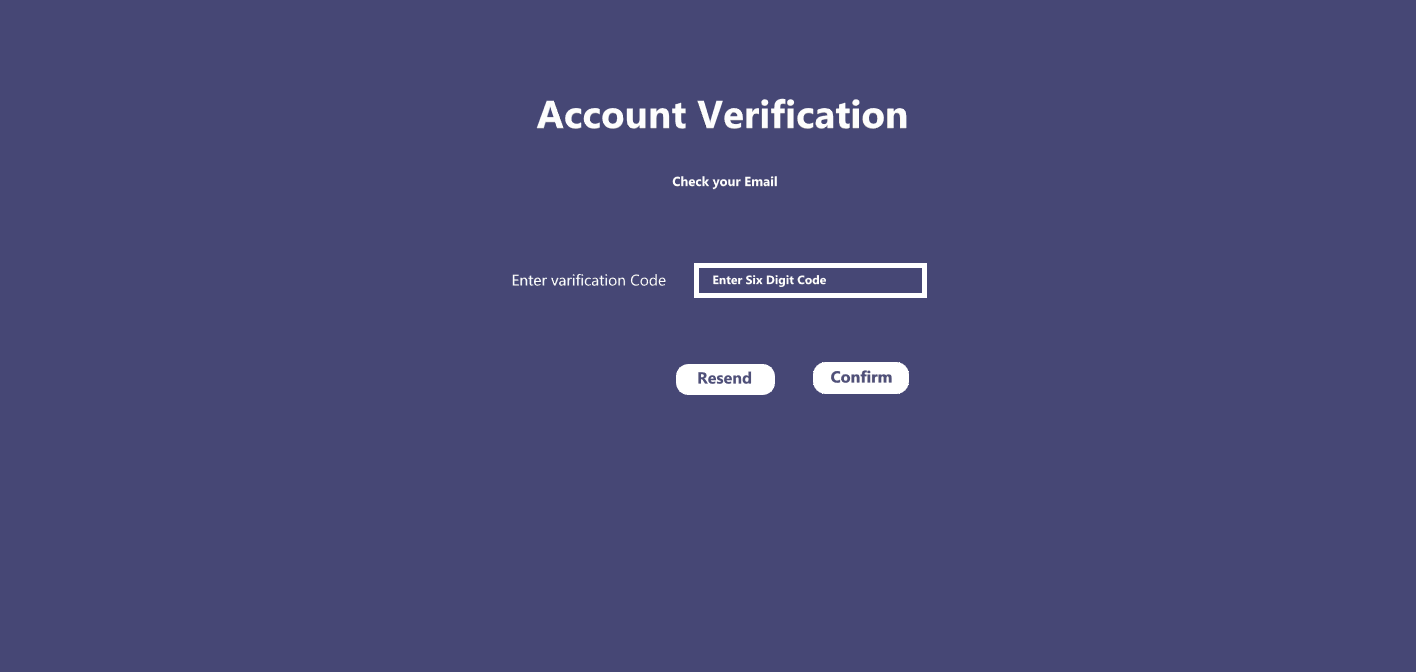 Account Verification
Check your Email
Enter varification Code
Enter Six Digit Code
Resend
Confirm